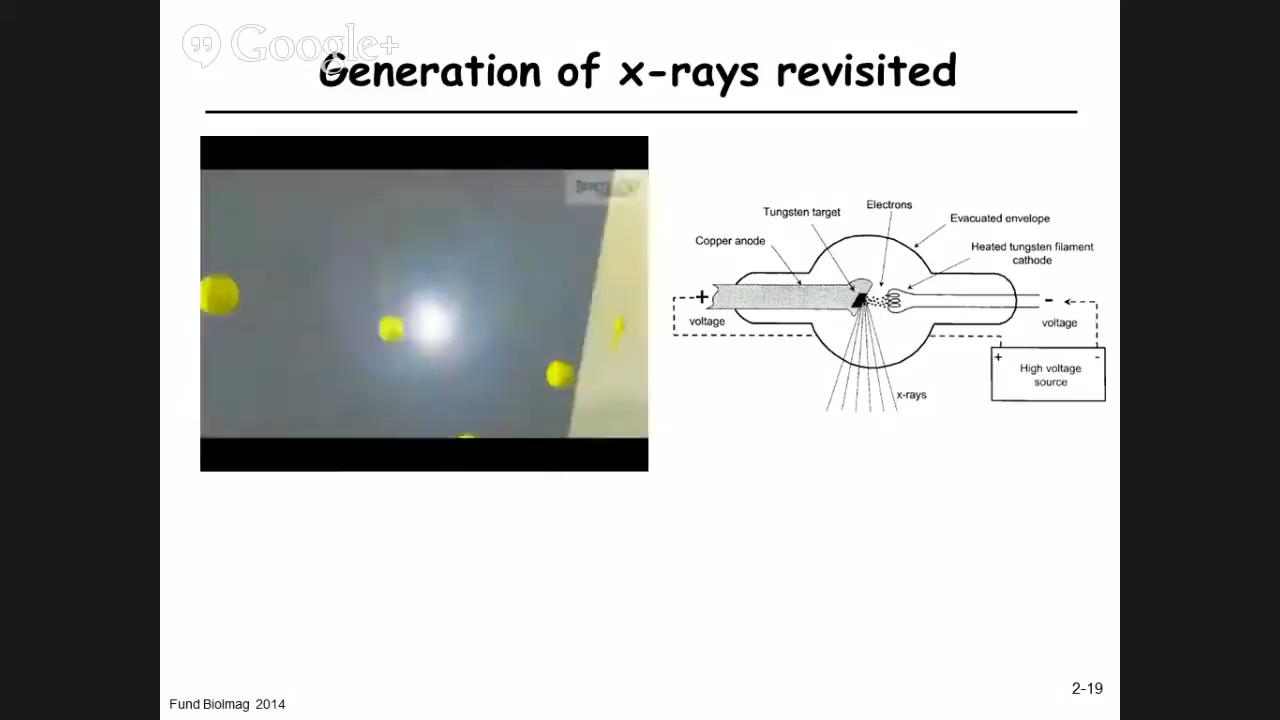 Google+
Generation of x-rays revisited
Tungsten target
Electrons
Evacuated envelope
Copper anode
Heated tungsten filament
cathode
+
-
voltage
voltage
+
-
High voltage
source
x-rays
2-19
Fund BioImag 2014